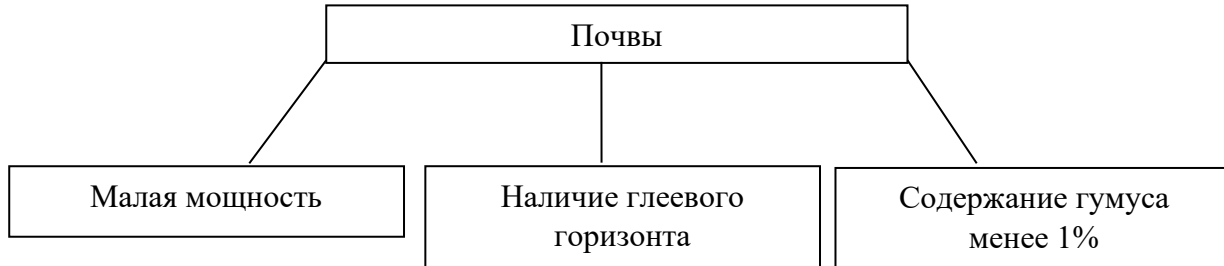 Почвы
Малая мощность
Наличие глеевого
горизонта
Содержание гумуса
менее 1%